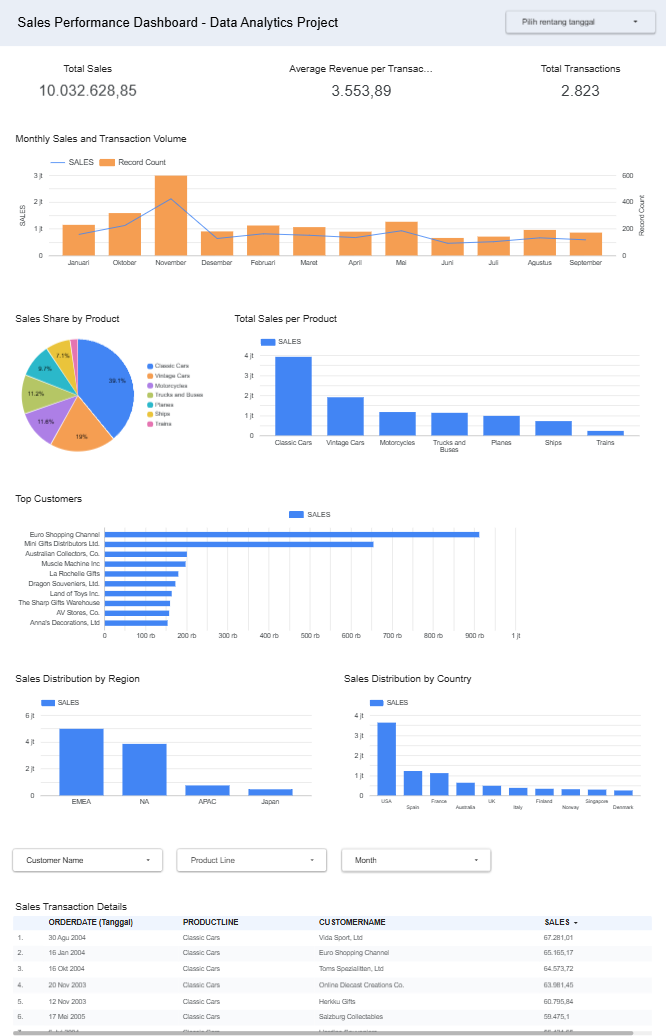 Sales Performance Dashboard - Data Analytics Project
Pilih rentang tanggal
Total Sales
10.032.628,85
Average Revenue per Transac...
3.553,89
Total Transactions
2.823
Monthly Sales and Transaction Volume
SALES Record Count
SALES
3 jt
2 jt
1 jt
0
600
400
200
0
Record Count
Januari Oktober November Desember Februari Maret April Mei Juni Juli Agustus September
Sales Share by Product
39.1%
19%
11.6%
11.2%
9.7%
7.1%
Classic Cars
Vintage Cars
Motorcycles
Trucks and Buses
Planes
Ships
Trains
Total Sales per Product
SALES
4 jt
3 jt
2 jt
1 jt
0
Classic Cars Vintage Cars Motorcycles Trucks and Buses Planes Ships Trains
Top Customers
SALES
Euro Shopping Channel
Mini Gifts Distributors Ltd.
Australian Collectors, Co.
Muscle Machine Inc
La Rochelle Gifts
Dragon Souveniers, Ltd.
Land of Toys Inc.
The Sharp Gifts Warehouse
AV Stores, Co.
Anna's Decorations, Ltd
0 100 rb 200 rb 300 rb 400 rb 500 rb 600 rb 700 rb 800 rb 900 rb 1 jt
Sales Distribution by Region
SALES
6 jt
4 jt
2 jt
0
EMEA NA APAC Japan
Sales Distribution by Country
SALES
4 jt
3 jt
2 jt
1 jt
0
USA Spain France Australia UK Italy Finland Norway Singapore Denmark
Customer Name
Product Line
Month
Sales Transaction Details
ORDERDATE (Tanggal) PRODUCTLINE CUSTOMERNAME SALES
1. 30 Agu 2004 Classic Cars Vida Sport, Ltd 67.281,01
2. 16 Jan 2004 Classic Cars Euro Shopping Channel 65.165,17
3. 16 Okt 2004 Classic Cars Toms Spezialitten, Ltd 64.573,72
4. 20 Nov 2003 Classic Cars Online Diecast Creations Co. 63.981,45
5. 12 Nov 2003 Classic Cars Herkku Gifts 60.795,84
6. 17 Mei 2005 Classic Cars Salzburg Collectables 59.475,1